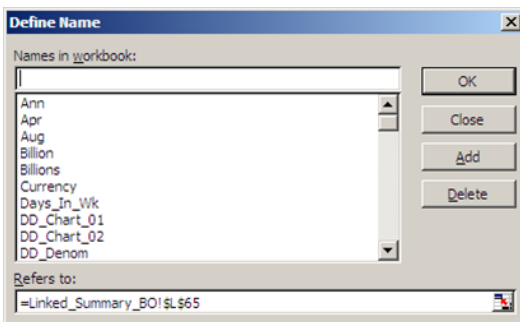 Define Name
Names in workbook:
OK
Ann
Apr
Close
Aug
Billion
Billions
Add
Currency
Days_In_Wk
Delete
DD_Chart_01
DD_Chart_02
DD_Denom
Refers to:
=Linked_Summary_BO!$L$65